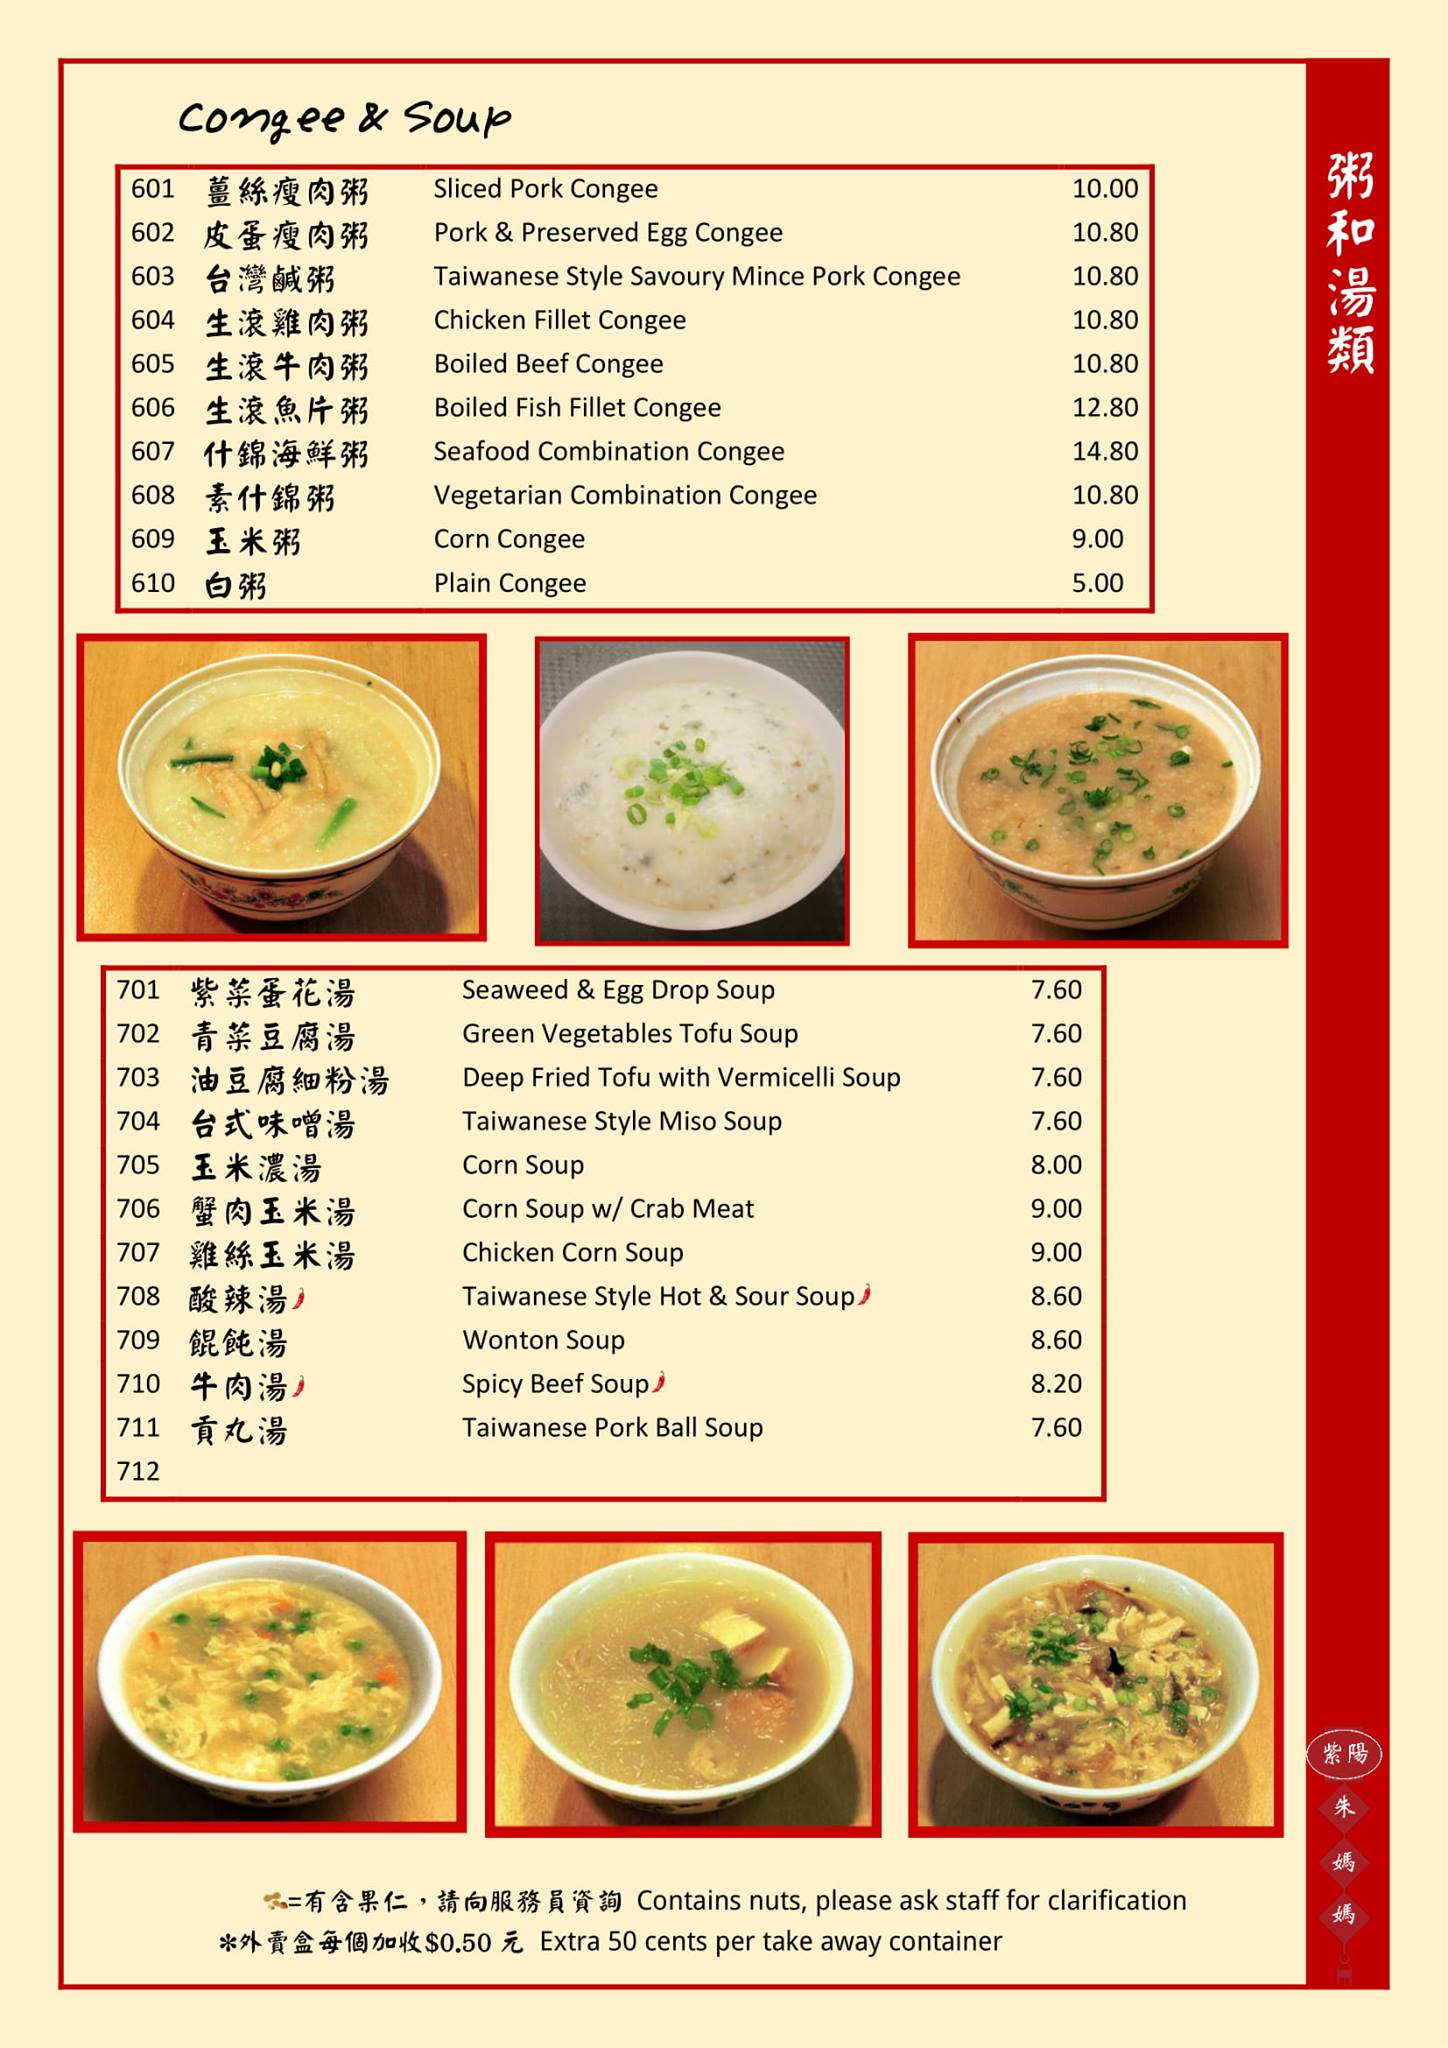 Congee & Soup
601 薑絲瘦肉粥 Sliced Pork Congee 10.00
602 皮蛋瘦肉粥 Pork & Preserved Egg Congee 10.80
603 台灣鹹粥 Taiwanese Style Savoury Mince Pork Congee 10.80
604 生滾雞肉粥 Chicken Fillet Congee 10.80
605 生滾牛肉粥 Boiled Beef Congee 10.80
606 生滾魚片粥 Boiled Fish Fillet Congee 12.80
607 什錦海鮮粥 Seafood Combination Congee 14.80
608 素什錦粥 Vegetarian Combination Congee 10.80
609 玉米粥 Corn Congee 9.00
610 白粥 Plain Congee 5.00
粥和湯類
701 紫菜蛋花湯 Seaweed & Egg Drop Soup 7.60
702 青菜豆腐湯 Green Vegetables Tofu Soup 7.60
703 油豆腐細粉湯 Deep Fried Tofu with Vermicelli Soup 7.60
704 台式味噌湯 Taiwanese Style Miso Soup 7.60
705 玉米濃湯 Corn Soup 8.00
706 蟹肉玉米湯 Corn Soup w/ Crab Meat 9.00
707 雞絲玉米湯 Chicken Corn Soup 9.00
708 酸辣湯 Taiwanese Style Hot & Sour Soup 8.60
709 餛飩湯 Wonton Soup 8.60
710 牛肉湯 Spicy Beef Soup 8.20
711 貢丸湯 Taiwanese Pork Ball Soup 7.60
712
紫陽
朱媽媽
=有含果仁，請向服務員資詢 Contains nuts, please ask staff for clarification
*外賣盒每個加收$0.50 元 Extra 50 cents per take away container